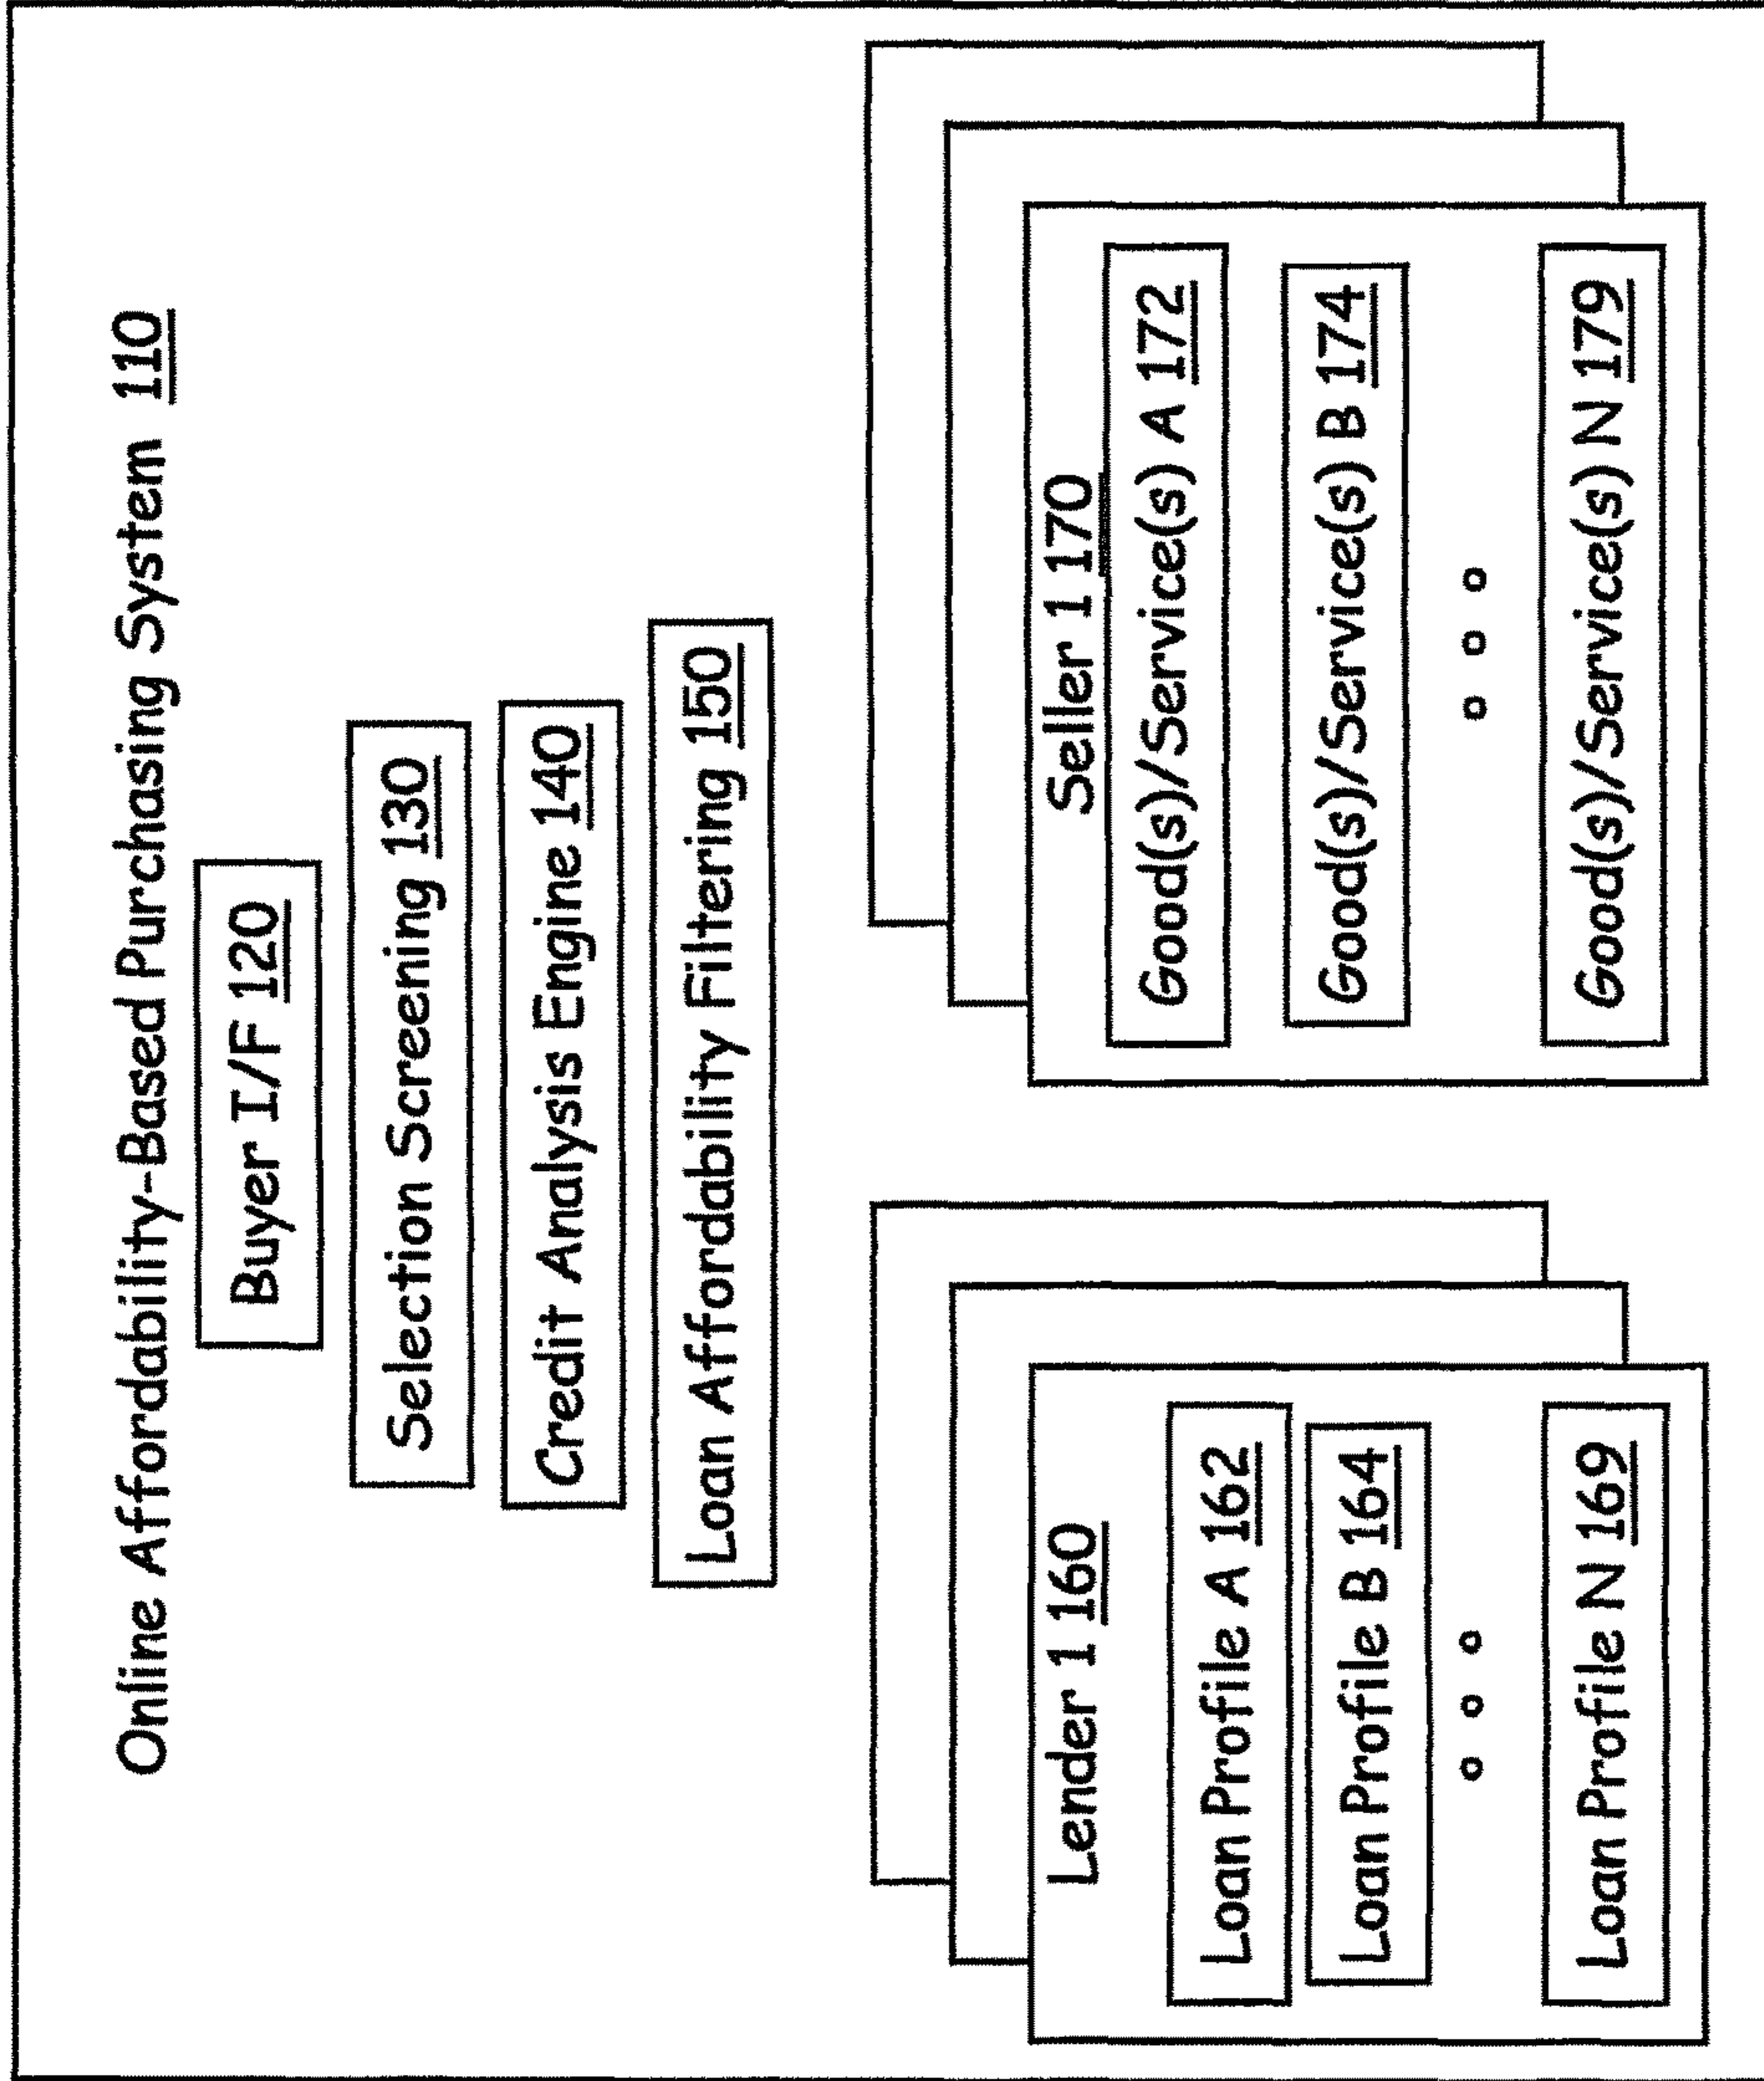 Online Affordability-Based Purchasing System 110
Buyer I/F 120
Selection Screening 130
Credit Analysis Engine 140
Loan Affordability Filtering 150
Lender 1 160
Loan Profile A 162
Loan Profile B 164
Loan Profile N 169
Seller 1 170
Good(s)/Service(s) A 172
Good(s)/Service(s) B 174
Good(s)/Service(s) N 179